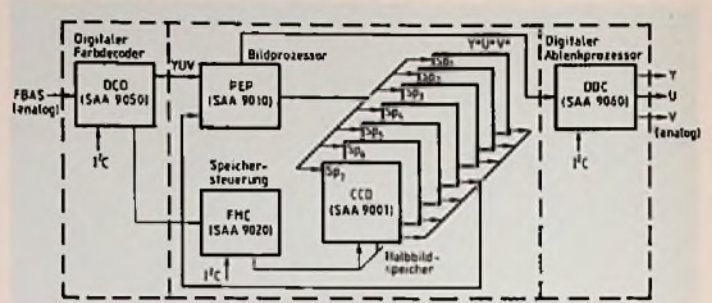 Digitaler
Farbdecoder
DCD
(SAA 9050)
FBAS
(analog)
I²C
YUV
Bildprozessor
PEP
(SAA 9010)
Speicher-
steuerung
FMC
(SAA 9020)
I²C
Y*U*V*
Sp₁
Sp₂
Sp₃
Sp₄
Sp₅
Sp₆
Sp₇
CCD
(SAA 9001)
Halbbild-
speicher
Digitaler
Ablenkprozessor
DDC
(SAA 9060)
I²C
Y
U
V
(analog)